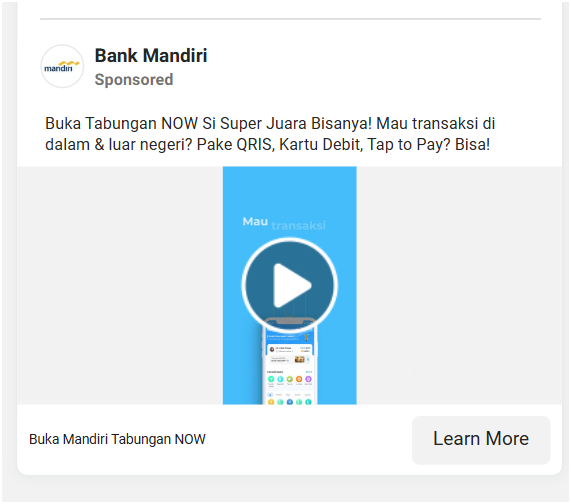 mandiri
Bank Mandiri
Sponsored
Buka Tabungan NOW Si Super Juara Bisanya! Mau transaksi di
dalam & luar negeri? Pake QRIS, Kartu Debit, Tap to Pay? Bisa!
Mau transaksi
Buka Mandiri Tabungan NOW
Learn More